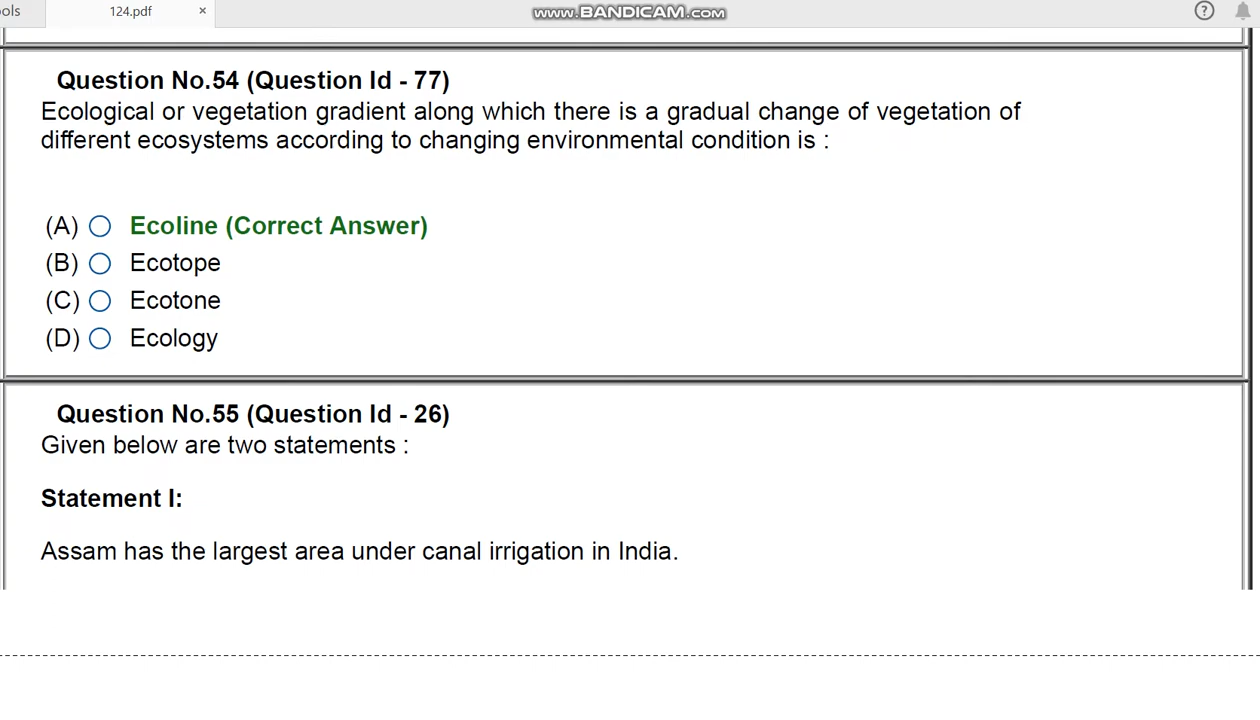 ols
124.pdf
×
www.BANDICAM.com
?
Question No.54 (Question Id - 77)
Ecological or vegetation gradient along which there is a gradual change of vegetation of
different ecosystems according to changing environmental condition is :
(A) Ecoline (Correct Answer)
(B) Ecotope
(C) Ecotone
(D) Ecology
Question No.55 (Question Id - 26)
Given below are two statements :
Statement I:
Assam has the largest area under canal irrigation in India.